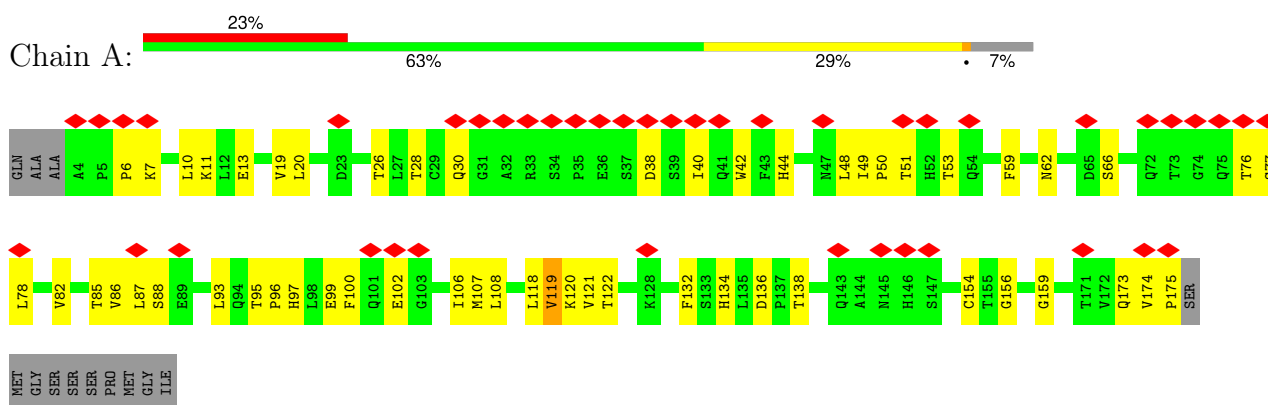 23%
Chain A:
63% 29% • 7%
GLN ALA ALA A4 P5 P6 K7 L10 K11 L12 E13 V19 L20 D23 T26 L27 T28 C29 Q30 G31 A32 R33 S34 P35 E36 S37 D38 S39 I40 Q41 W42 F43 H44 N47 L48 I49 P50 T51 H52 T53 Q54 F59 N62 D65 S66 Q72 T73 G74 Q75 T76
L78 V82 T85 V86 L87 S88 E89 L93 Q94 T95 P96 H97 L98 E99 F100 Q101 E102 G103 I106 M107 L108 L118 V119 K120 V121 T122 K128 F132 S133 H134 L135 D136 P137 T138 Q143 A144 N145 H146 S147 C154 T155 G156 G159 T171 V172 Q173 V174 P175 SER
MET GLY SER SER SER PRO MET GLY ILE